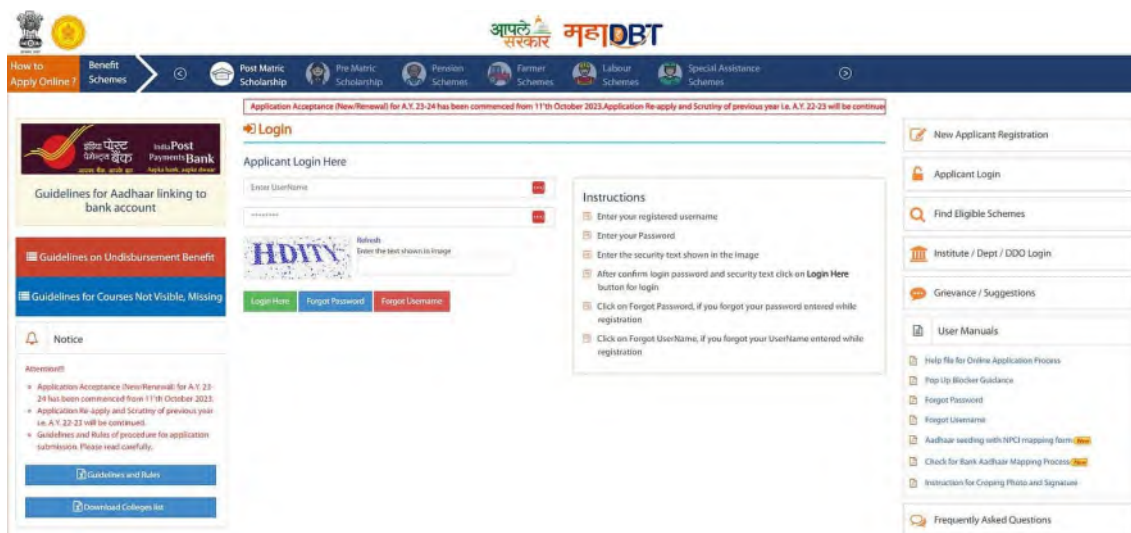 आपले सरकार महाDBT
How to Apply Online ?
Benefit Schemes
Post Matric Scholarship
Pre Matric Scholarship
Pension Schemes
Farmer Schemes
Labour Schemes
Special Assistance Schemes
Application Acceptance (New/Renewal) for A.Y. 23-24 has been commenced from 11'th October 2023.Application Re-apply and Scrutiny of previous year i.e. A.Y. 22-23 will be continue
इंडिया पोस्ट
पेमेन्ट्स बैंक
India Post
Payments Bank
आपका बैंक, आपके द्वार
Aapka bank, aapke dwaar
Guidelines for Aadhaar linking to
bank account
Guidelines on Undisbursement Benefit
Guidelines for Courses Not Visible, Missing
Notice
Attention!!!
Application Acceptance (New/Renewal) for A.Y. 23-
24 has been commenced from 11'th October 2023.
Application Re-apply and Scrutiny of previous year
i.e. A.Y. 22-23 will be continued.
Guidelines and Rules of procedure for application
submission. Please read carefully.
Guidelines and Rules
Download Colleges list
Login
Applicant Login Here
Enter UserName
********
HDITY
Refresh
Enter the text shown in image
Login Here
Forgot Password
Forgot Username
Instructions
Enter your registered username
Enter your Password
Enter the security text shown in the image
After confirm login password and security text click on Login Here
button for login
Click on Forgot Password, if you forgot your password entered while
registration
Click on Forgot UserName, if you forgot your UserName entered while
registration
New Applicant Registration
Applicant Login
Find Eligible Schemes
Institute / Dept / DDO Login
Grievance / Suggestions
User Manuals
Help file for Online Application Process
Pop Up Blocker Guidance
Forgot Password
Forgot Username
Aadhaar seeding with NPCI mapping form New
Check for Bank Aadhaar Mapping Process New
Instruction for Croping Photo and Signature
Frequently Asked Questions